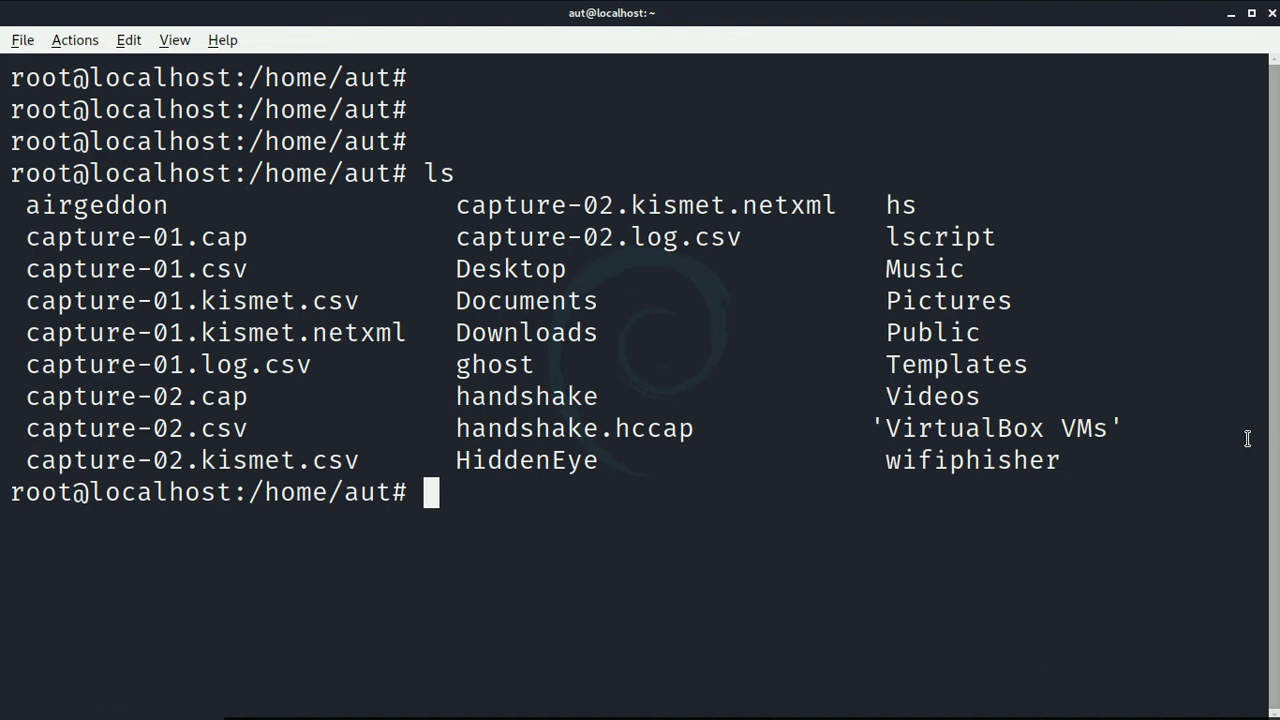 aut@localhost: ~
File Actions Edit View Help
root@localhost:/home/aut#
root@localhost:/home/aut#
root@localhost:/home/aut#
root@localhost:/home/aut# ls
airgeddon capture-02.kismet.netxml hs
capture-01.cap capture-02.log.csv lscript
capture-01.csv Desktop Music
capture-01.kismet.csv Documents Pictures
capture-01.kismet.netxml Downloads Public
capture-01.log.csv ghost Templates
capture-02.cap handshake Videos
capture-02.csv handshake.hccap 'VirtualBox VMs'
capture-02.kismet.csv HiddenEye wifiphisher
root@localhost:/home/aut#